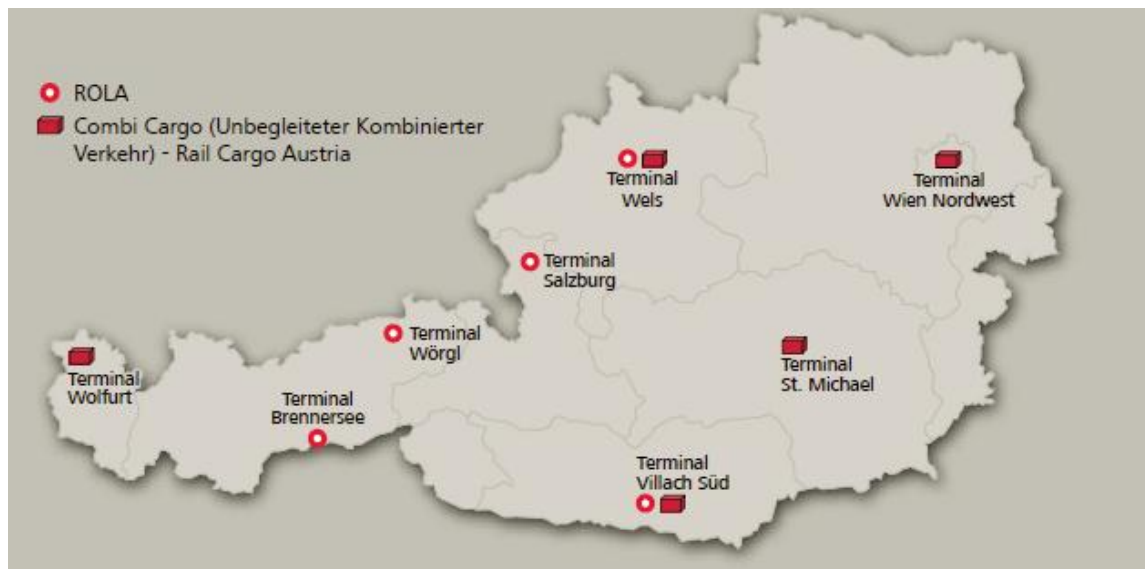 ROLA
Combi Cargo (Unbegleiteter Kombinierter
Verkehr) - Rail Cargo Austria
Terminal
Wels
Terminal
Wien Nordwest
Terminal
Salzburg
Terminal
Wörgl
Terminal
St. Michael
Terminal
Wolfurt
Terminal
Brennersee
Terminal
Villach Süd